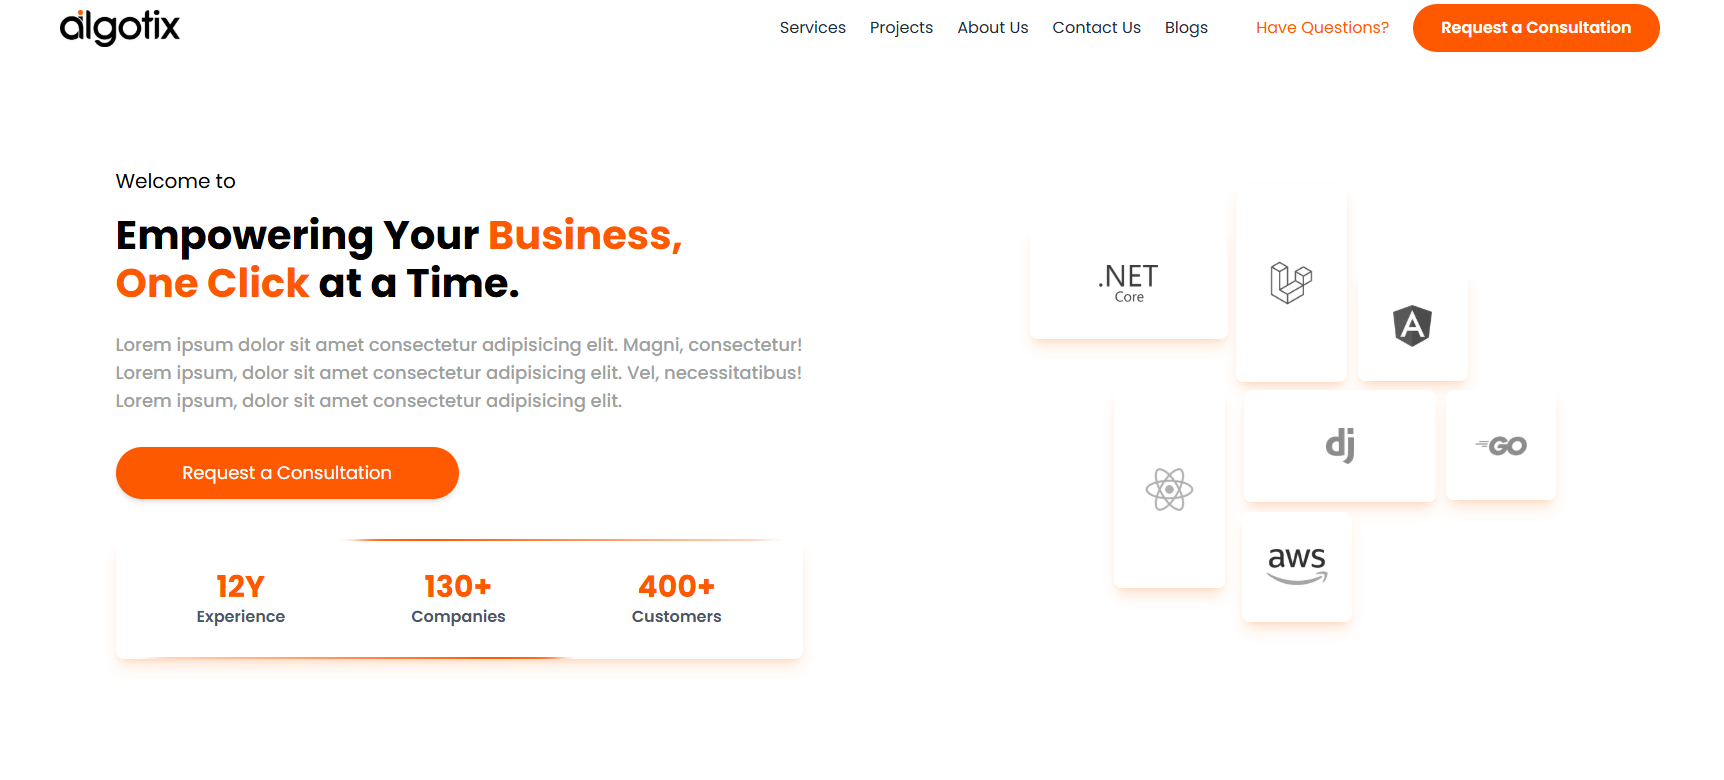 algofix
Services Projects About Us Contact Us Blogs Have Questions? Request a Consultation
Welcome to
Empowering Your Business,
One Click at a Time.
Lorem ipsum dolor sit amet consectetur adipisicing elit. Magni, consectetur!
Lorem ipsum, dolor sit amet consectetur adipisicing elit. Vel, necessitatibus!
Lorem ipsum, dolor sit amet consectetur adipisicing elit.
Request a Consultation
12Y 130+ 400+
Experience Companies Customers
.NET
Core
A
dj
GO
aws